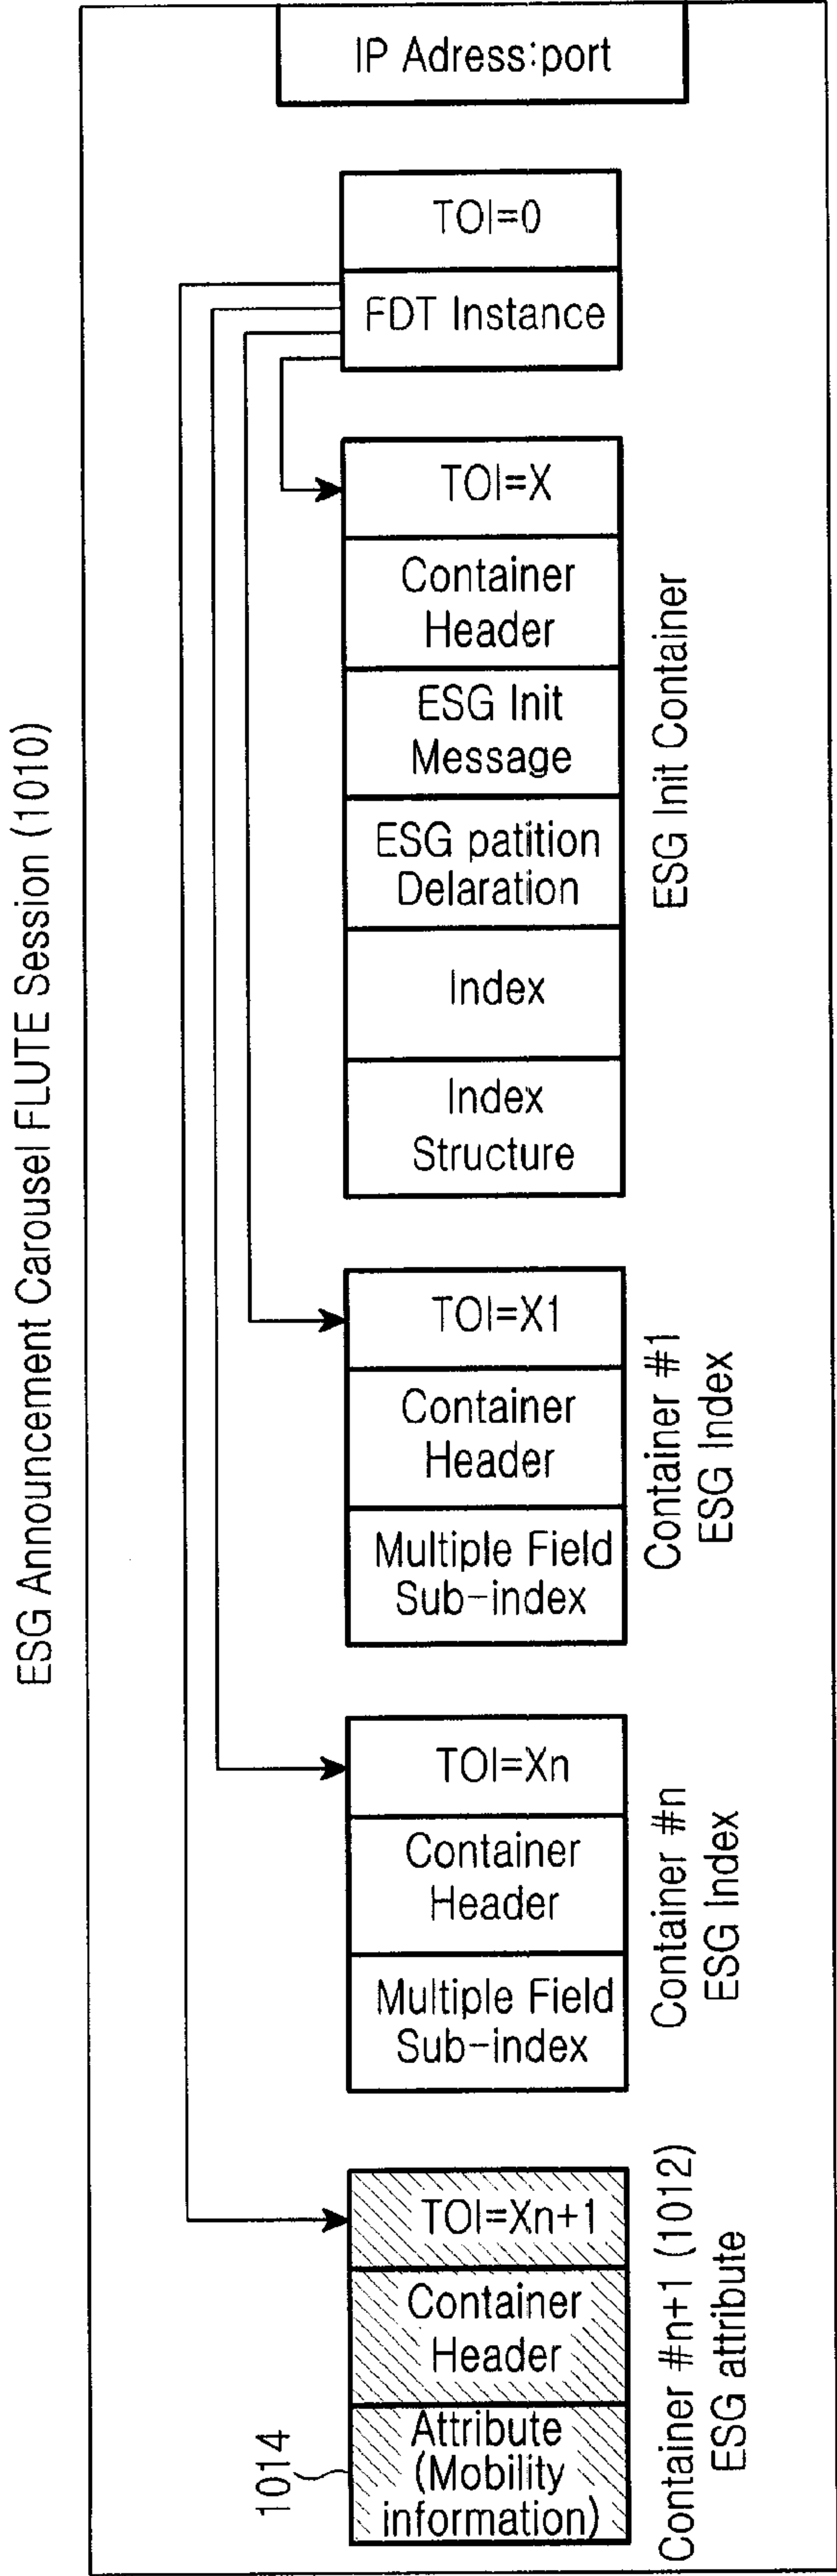 ESG Announcement Carousel FLUTE Session (1010)
IP Adress:port
TOI=0
FDT Instance
TOI=X
Container
Header
ESG Init
Message
ESG patition
Delaration
Index
Index
Structure
ESG Init Container
TOI=X1
Container
Header
Multiple Field
Sub-index
Container #1
ESG Index
TOI=Xn
Container
Header
Multiple Field
Sub-index
Container #n
ESG Index
TOI=Xn+1
Container
Header
Attribute
(Mobility
information)
1014
Container #n+1 (1012)
ESG attribute